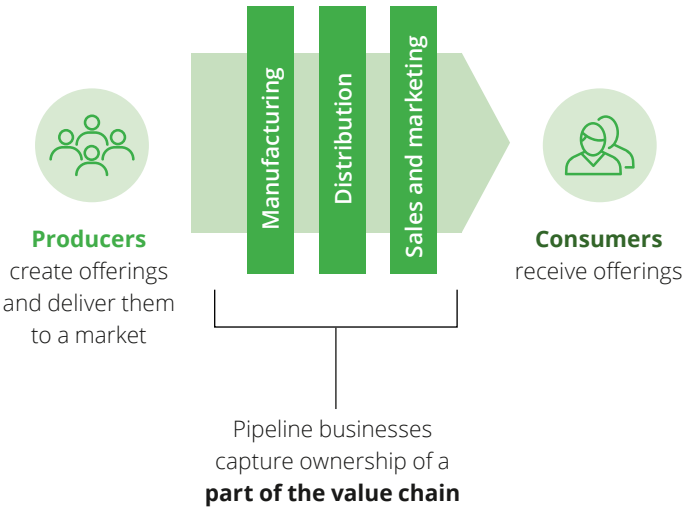 Manufacturing
Distribution
Sales and marketing
Producers
create offerings
and deliver them
to a market
Consumers
receive offerings
Pipeline businesses
capture ownership of a
part of the value chain